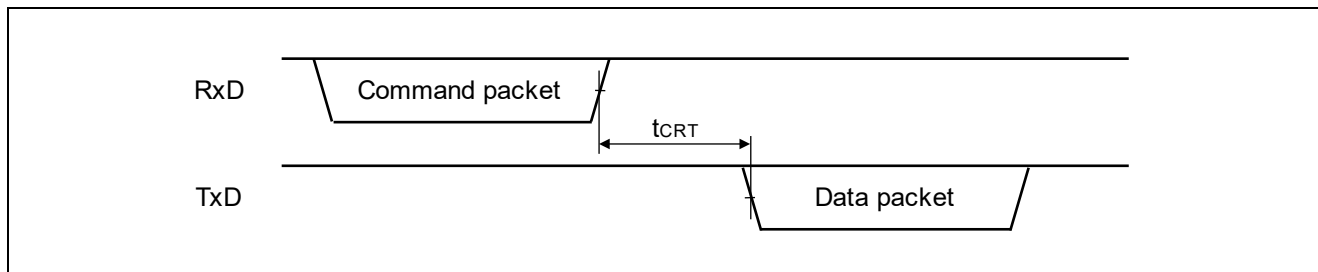 RxD
Command packet
tCRT
TxD
Data packet